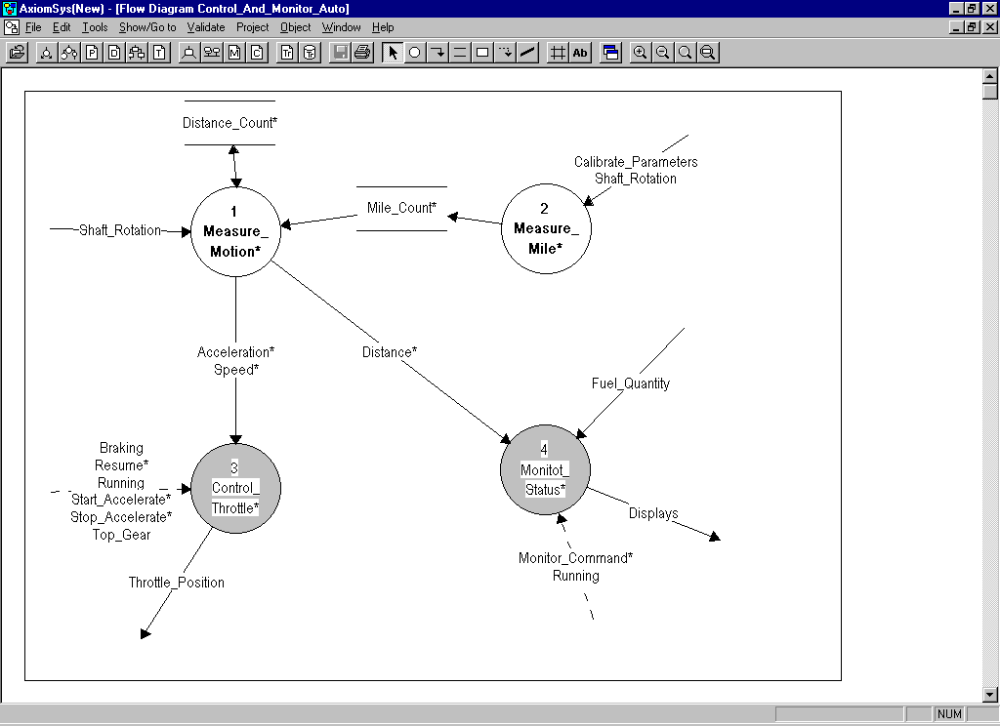 AxiomSys(New) - [Flow Diagram Control_And_Monitor_Auto]
File Edit Tools Show/Go to Validate Project Object Window Help
P D T M C Tr Tr Ab
Distance_Count*
Calibrate_Parameters
Shaft_Rotation
Mile_Count*
1
Measure_
Motion*
2
Measure_
Mile*
Shaft_Rotation
Acceleration*
Speed*
Distance*
Fuel_Quantity
Braking
Resume*
Running
Start_Accelerate*
Stop_Accelerate*
Top_Gear
3
Control_
Throttle*
4
Monitot_
Status*
Displays
Monitor_Command*
Running
Throttle_Position
NUM